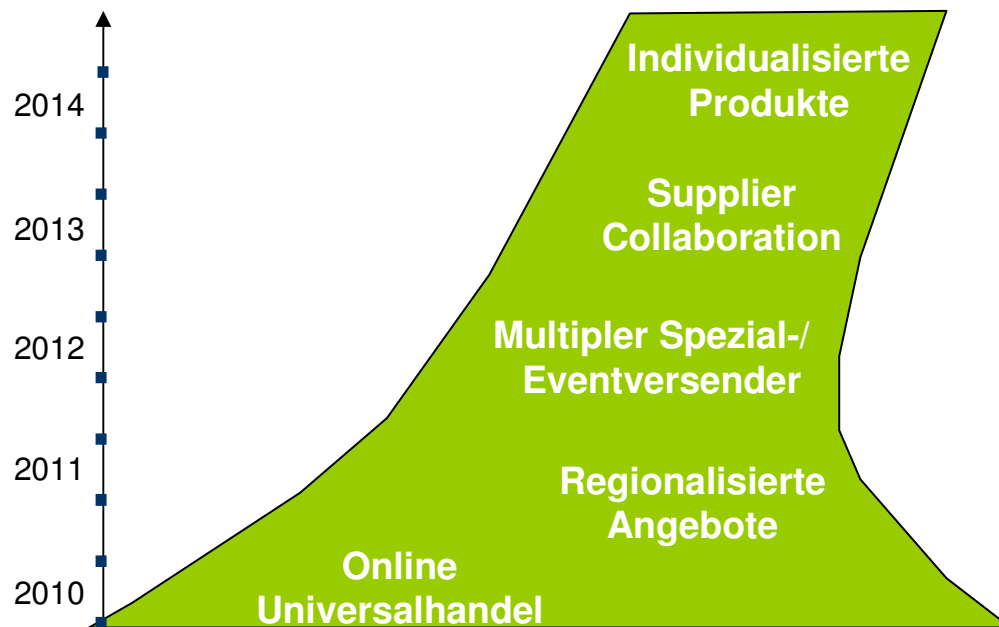 2014
Individualisierte
Produkte
2013
Supplier
Collaboration
2012
Multipler Spezial-/
Eventversender
2011
Regionalisierte
Angebote
2010
Online
Universalhandel